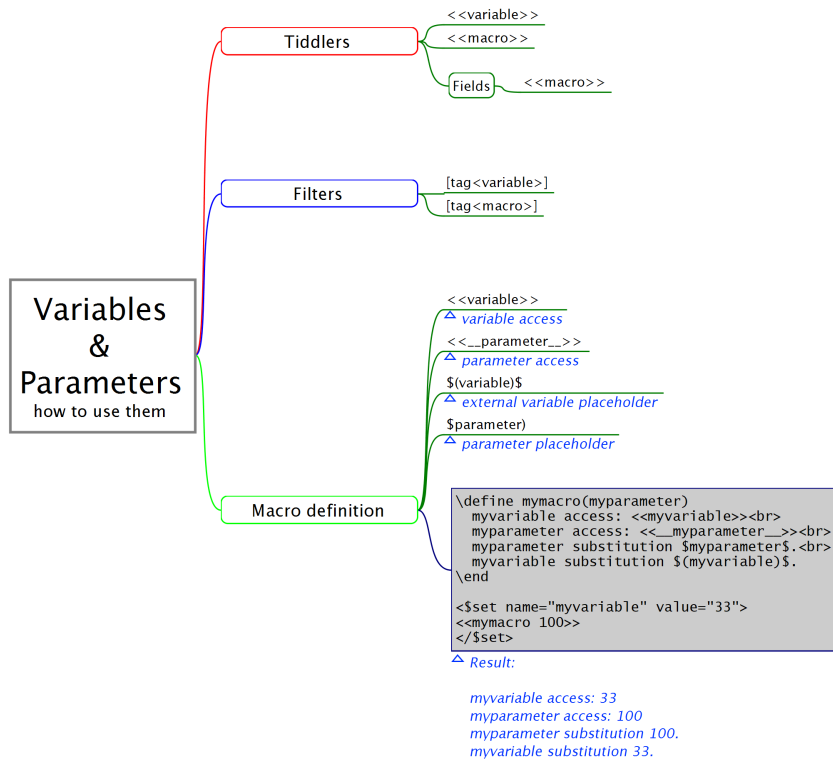 Variables
&
Parameters
how to use them
Tiddlers
<<variable>>
<<macro>>
Fields
<<macro>>
Filters
[tag<variable>]
[tag<macro>]
Macro definition
<<variable>>
variable access
<<__parameter__>>
parameter access
$(variable)$
external variable placeholder
$parameter)
parameter placeholder
\define mymacro(myparameter)
  myvariable access: <<myvariable>><br>
  myparameter access: <<__myparameter__>><br>
  myparameter substitution $myparameter$.<br>
  myvariable substitution $(myvariable)$.
\end

<$set name="myvariable" value="33">
<<mymacro 100>>
</$set>
Result:

myvariable access: 33
myparameter access: 100
myparameter substitution 100.
myvariable substitution 33.